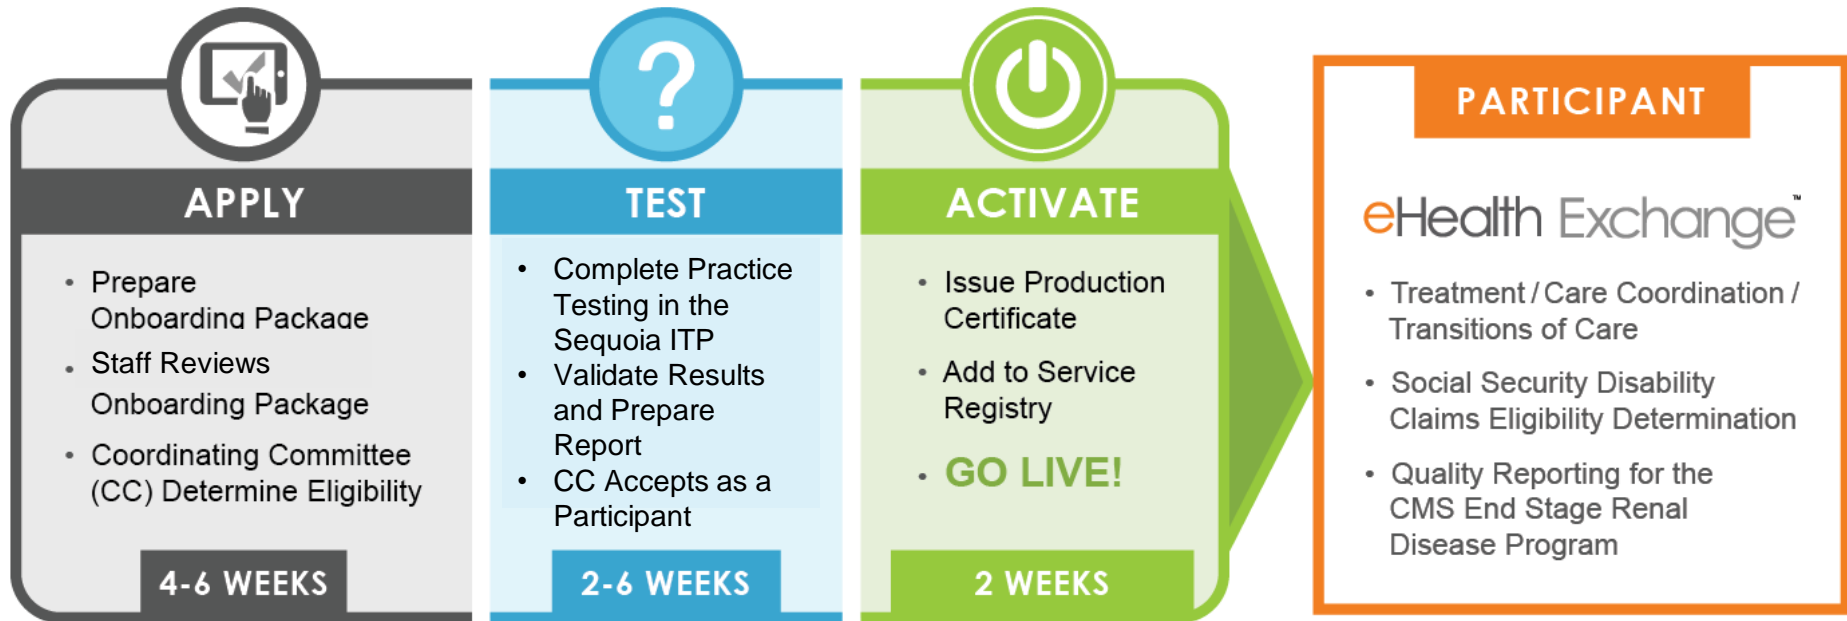 APPLY
• Prepare
Onboarding Package
• Staff Reviews
Onboarding Package
• Coordinating Committee
(CC) Determine Eligibility
4-6 WEEKS
?
TEST
• Complete Practice
Testing in the
Sequoia ITP
• Validate Results
and Prepare
Report
• CC Accepts as a
Participant
2-6 WEEKS
ACTIVATE
• Issue Production
Certificate
• Add to Service
Registry
• GO LIVE!
2 WEEKS
PARTICIPANT
eHealth Exchange™
• Treatment / Care Coordination /
Transitions of Care
• Social Security Disability
Claims Eligibility Determination
• Quality Reporting for the
CMS End Stage Renal
Disease Program